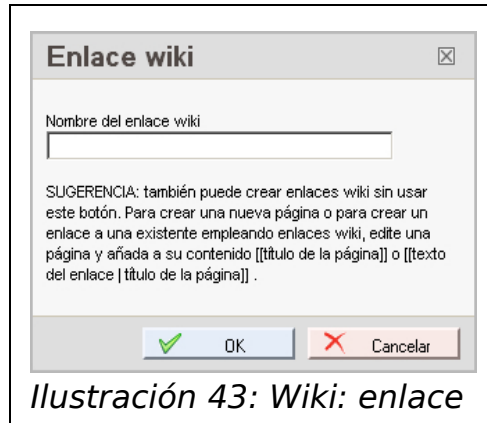 Enlace wiki
Nombre del enlace wiki
SUGERENCIA: también puede crear enlaces wiki sin usar
este botón. Para crear una nueva página o para crear un
enlace a una existente empleando enlaces wiki, edite una
página y añada a su contenido [[título de la página]] o [[texto
del enlace | título de la página]] .
OK Cancelar
Ilustración 43: Wiki: enlace